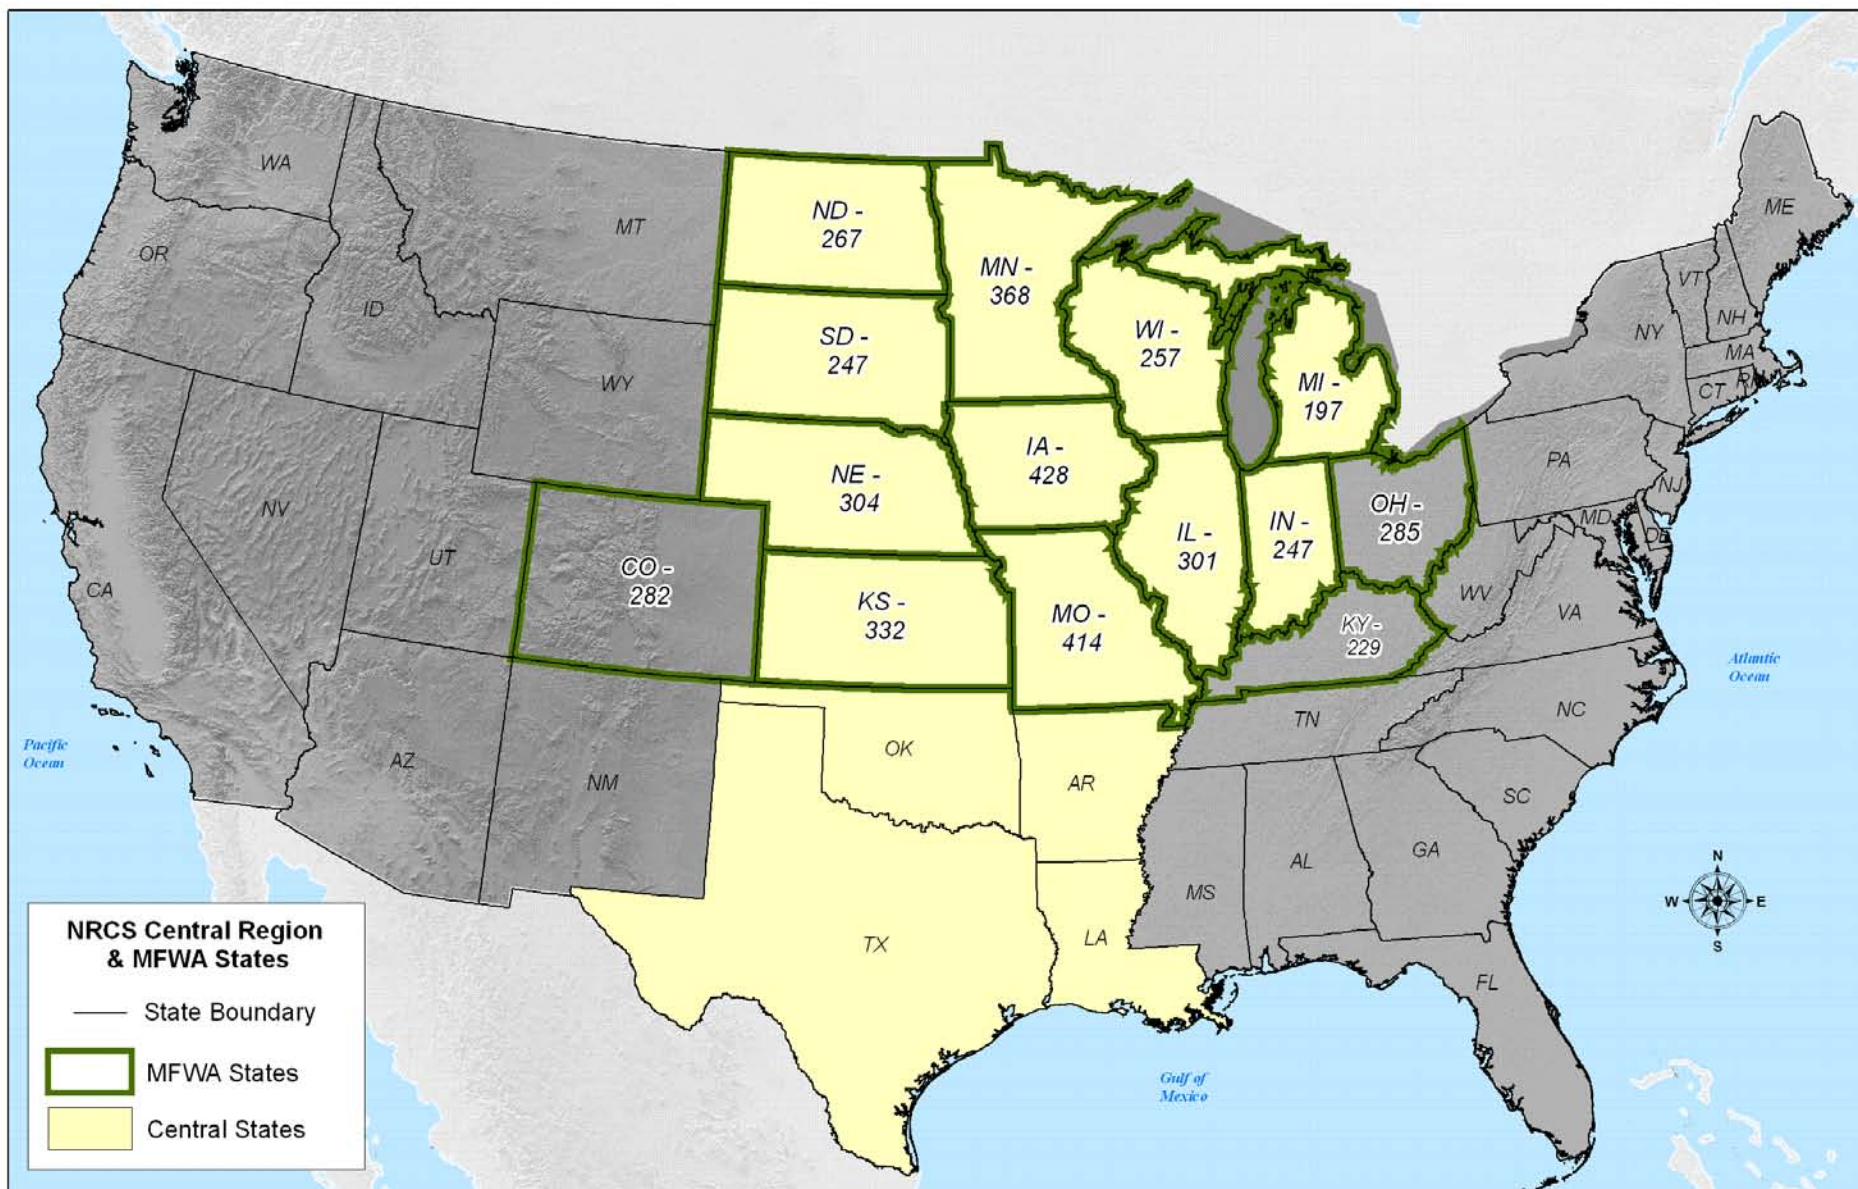 WA
OR
MT
ID
WY
NV
UT
CA
AZ
NM
ND -
267
SD -
247
NE -
304
CO -
282
KS -
332
MN -
368
IA -
428
MO -
414
WI -
257
IL -
301
MI -
197
IN -
247
OH -
285
KY -
229
OK
AR
TX
LA
MS
AL
GA
FL
TN
SC
NC
VA
WV
PA
NJ
MD
DE
NY
VT
NH
MA
CT
RI
ME
Pacific
Ocean
Atlantic
Ocean
Gulf of
Mexico
N
W
E
S
NRCS Central Region
& MFWA States
State Boundary
MFWA States
Central States